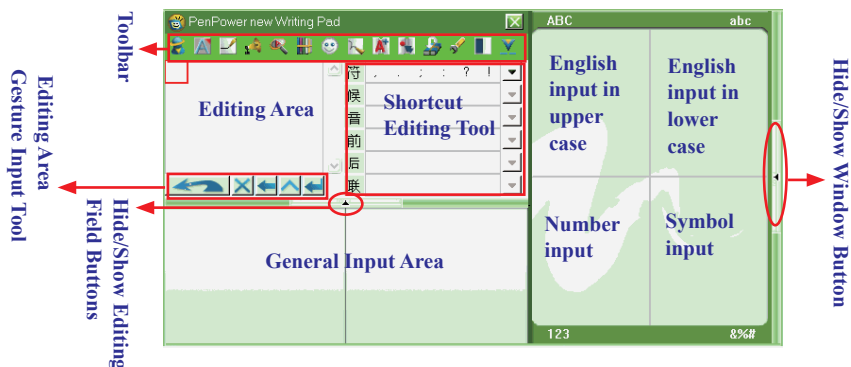 PenPower new Writing Pad
ABC
abc
Toolbar
Editing Area
Shortcut
Editing Tool
符 , . ; : ? !
候
音
前
后
联
English
input in
upper
case
English
input in
lower
case
Number
input
Symbol
input
123
&%#
General Input Area
Editing Area
Gesture Input Tool
Hide/Show Editing
Field Buttons
Hide/Show Window Button